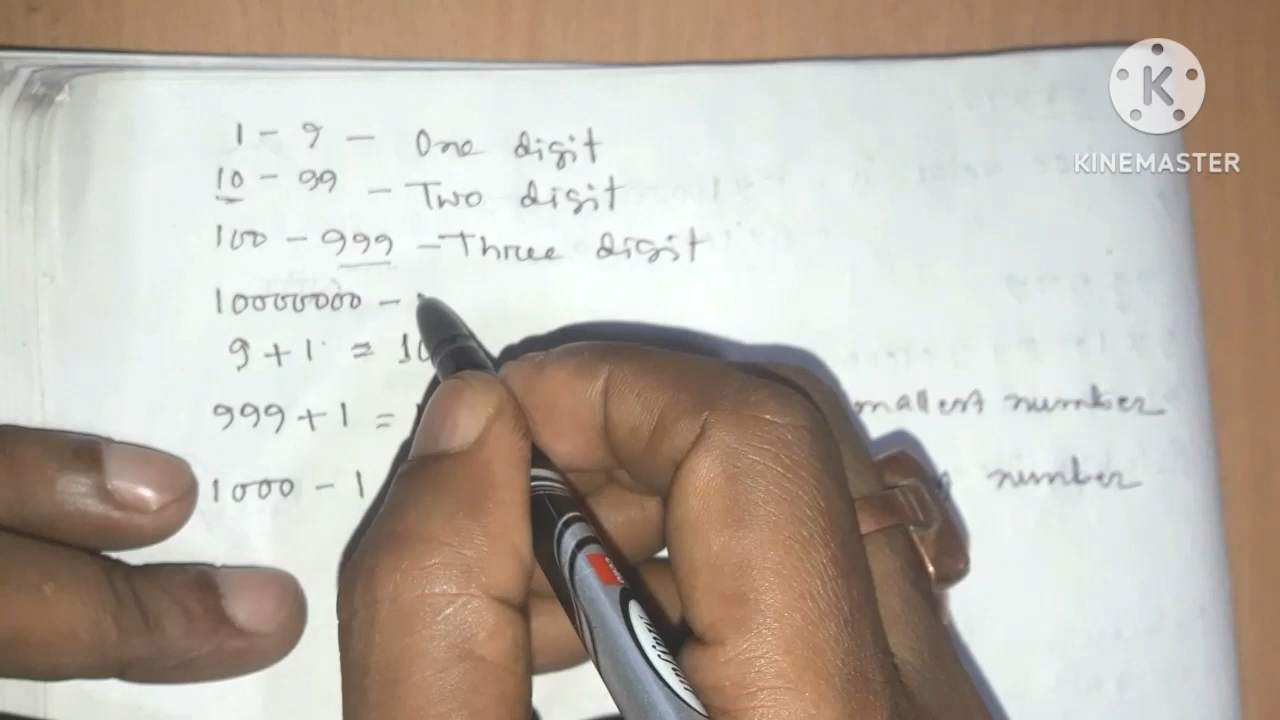 1 - 9 - One digit
10 - 99 - Two digit
100 - 999 - Three digit
10000000 -
9 + 1 = 10
999 + 1 = number
1000 - 1 number
K
KINEMASTER